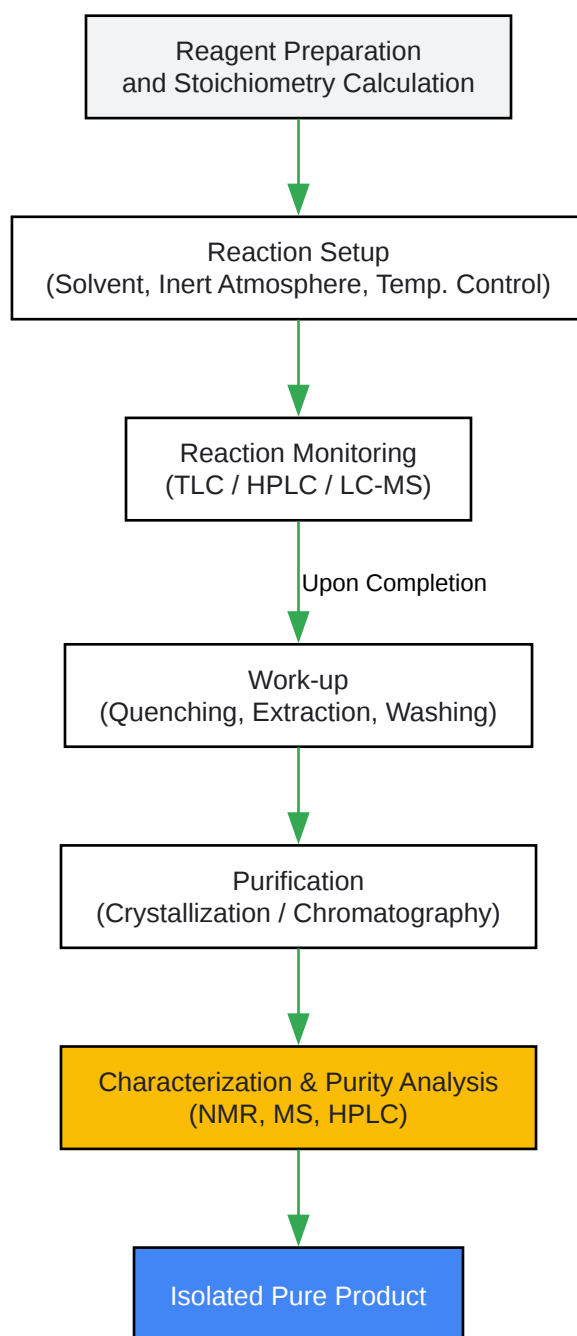 Reagent Preparation
and Stoichiometry Calculation
Reaction Setup
(Solvent, Inert Atmosphere, Temp. Control)
Reaction Monitoring
(TLC / HPLC / LC-MS)
Upon Completion
Work-up
(Quenching, Extraction, Washing)
Purification
(Crystallization / Chromatography)
Characterization & Purity Analysis
(NMR, MS, HPLC)
Isolated Pure Product